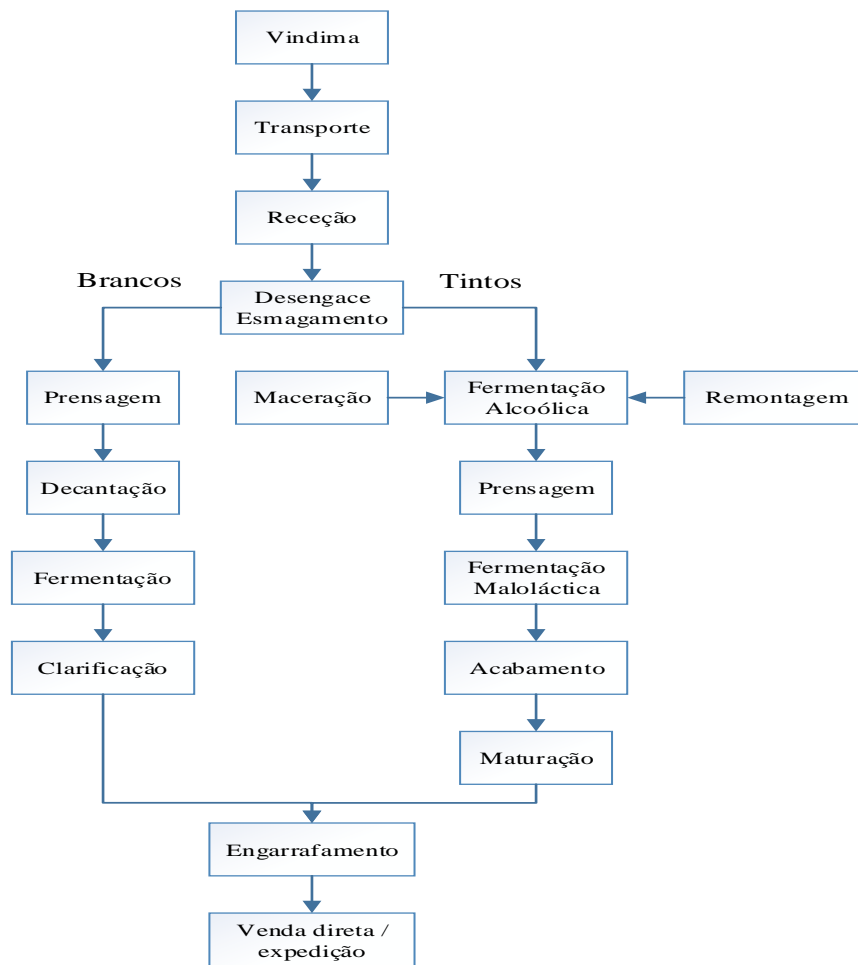 Vindima
Transporte
Receção
Brancos
Tintos
Desengace
Esmagamento
Prensagem
Maceração
Fermentação
Alcoólica
Remontagem
Decantação
Prensagem
Fermentação
Fermentação
Maloláctica
Clarificação
Acabamento
Maturação
Engarrafamento
Venda direta /
expedição